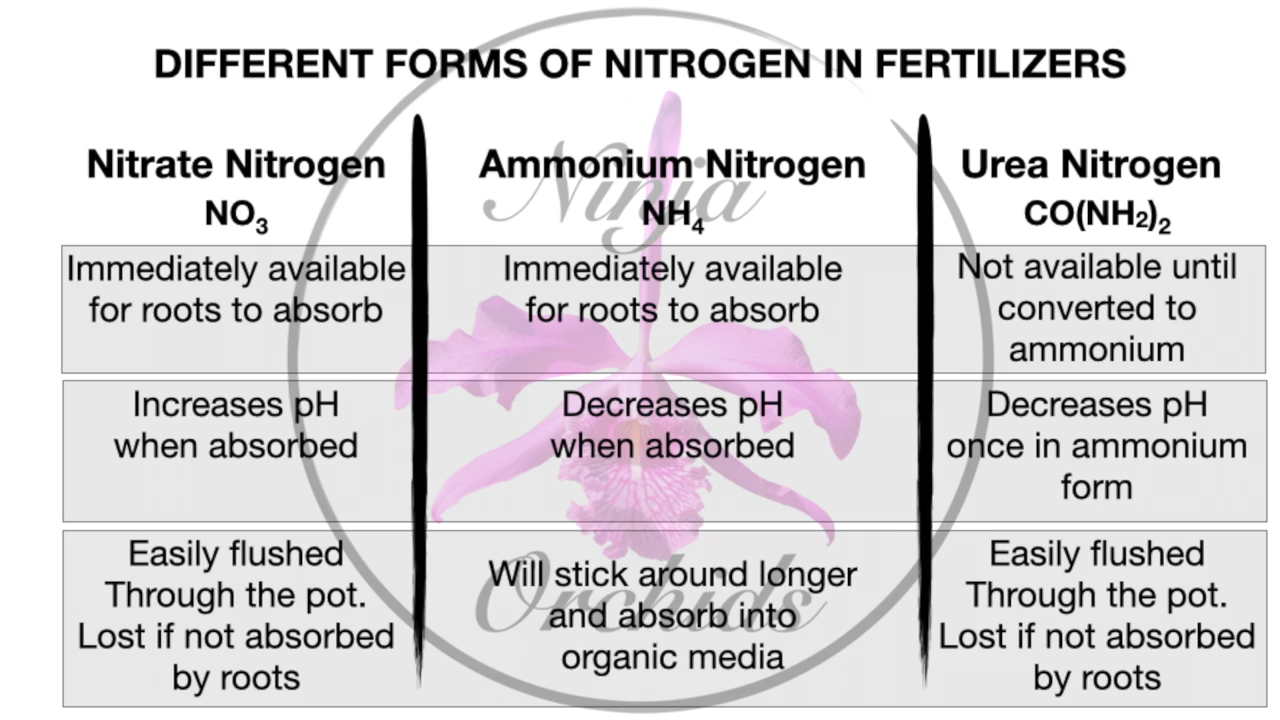 DIFFERENT FORMS OF NITROGEN IN FERTILIZERS
Nitrate Nitrogen
NO₃
Immediately available
for roots to absorb
Increases pH
when absorbed
Easily flushed
Through the pot.
Lost if not absorbed
by roots
Ammonium Nitrogen
NH₄
Immediately available
for roots to absorb
Decreases pH
when absorbed
Will stick around longer
and absorb into
organic media
Urea Nitrogen
CO(NH₂)₂
Not available until
converted to
ammonium
Decreases pH
once in ammonium
form
Easily flushed
Through the pot.
Lost if not absorbed
by roots
Ninja
Orchids